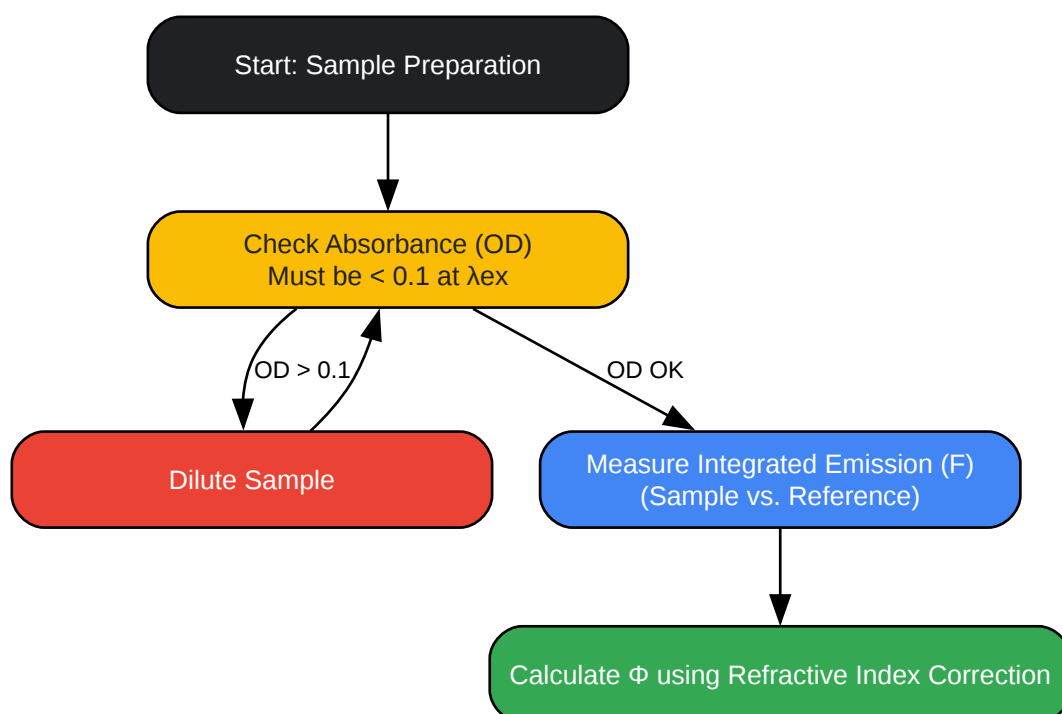 Start: Sample Preparation
Check Absorbance (OD)
Must be < 0.1 at λex
OD > 0.1
OD OK
Dilute Sample
Measure Integrated Emission (F)
(Sample vs. Reference)
Calculate Φ using Refractive Index Correction